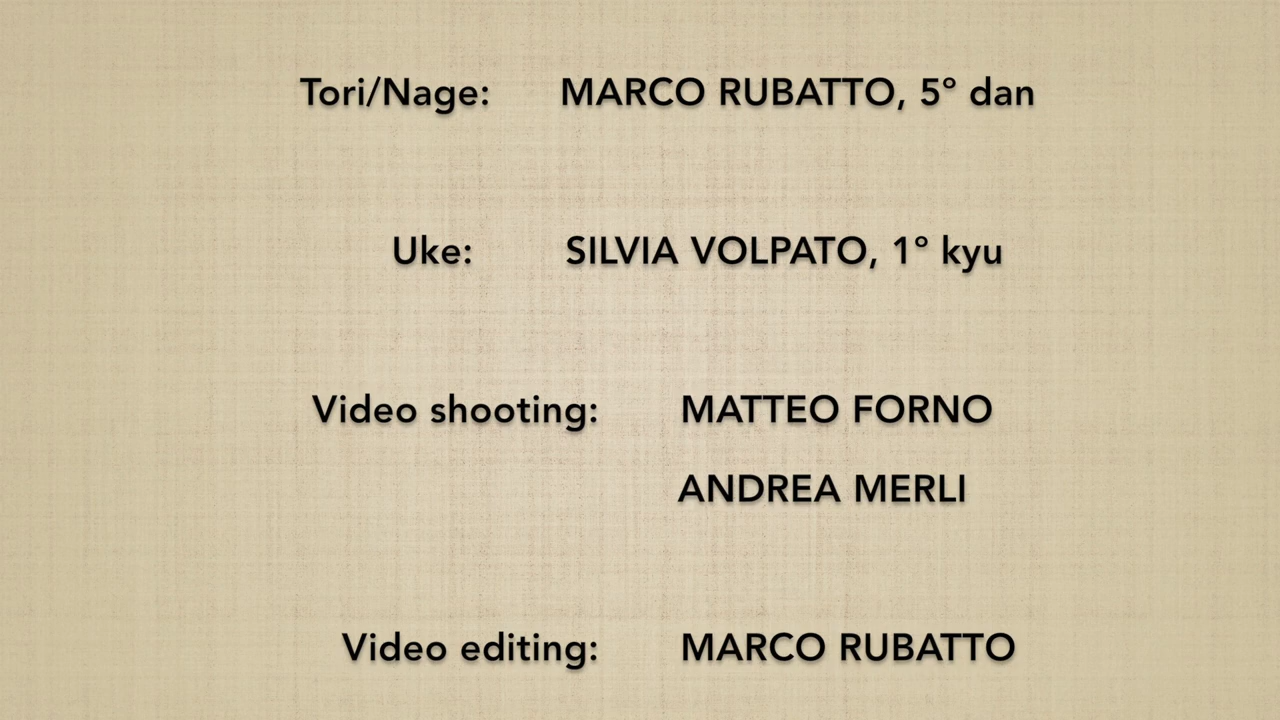 Tori/Nage: MARCO RUBATTO, 5° dan
Uke: SILVIA VOLPATO, 1° kyu
Video shooting: MATTEO FORNO
ANDREA MERLI
Video editing: MARCO RUBATTO